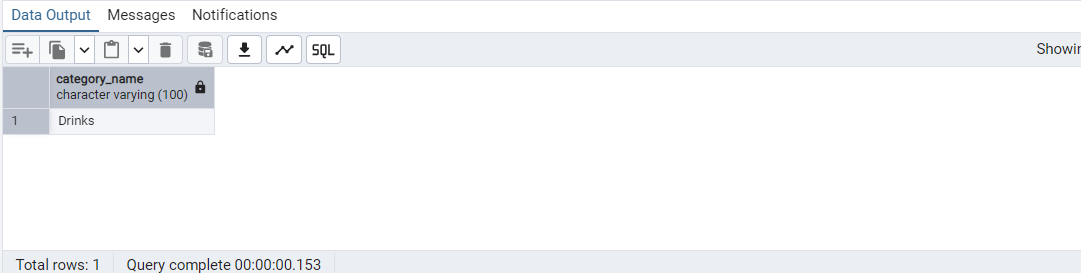 Data Output Messages Notifications
SQL
category_name
character varying (100)
1 Drinks
Total rows: 1 Query complete 00:00:00.153